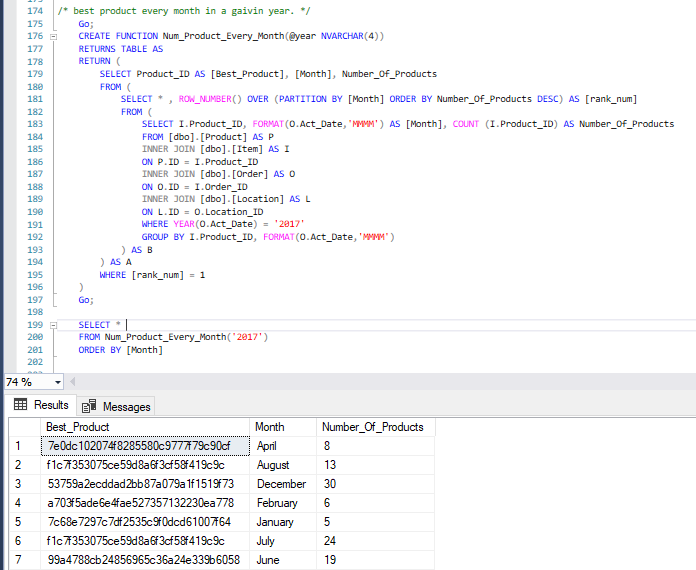 173
174 /* best product every month in a gaivin year. */
175 Go;
176 CREATE FUNCTION Num_Product_Every_Month(@year NVARCHAR(4))
177 RETURNS TABLE AS
178 RETURN (
179 SELECT Product_ID AS [Best_Product], [Month], Number_Of_Products
180 FROM (
181 SELECT * , ROW_NUMBER() OVER (PARTITION BY [Month] ORDER BY Number_Of_Products DESC) AS [rank_num]
182 FROM (
183 SELECT I.Product_ID, FORMAT(O.Act_Date,'MMMM') AS [Month], COUNT (I.Product_ID) AS Number_Of_Products
184 FROM [dbo].[Product] AS P
185 INNER JOIN [dbo].[Item] AS I
186 ON P.ID = I.Product_ID
187 INNER JOIN [dbo].[Order] AS O
188 ON O.ID = I.Order_ID
189 INNER JOIN [dbo].[Location] AS L
190 ON L.ID = O.Location_ID
191 WHERE YEAR(O.Act_Date) = '2017'
192 GROUP BY I.Product_ID, FORMAT(O.Act_Date,'MMMM')
193 ) AS B
194 ) AS A
195 WHERE [rank_num] = 1
196 )
197 Go;
198
199 SELECT *
200 FROM Num_Product_Every_Month('2017')
201 ORDER BY [Month]
202
74 %
Results Messages
Best_Product Month Number_Of_Products
1 7e0dc102074f8285580c9777f79c90cf April 8
2 f1c7f353075ce59d8a6f3cf58f419c9c August 13
3 53759a2ecddad2bb87a079a1f1519f73 December 30
4 a703f5ade6e4fae527357132230ea778 February 6
5 7c68e7297c7df2535c9f0dcd61007f64 January 5
6 f1c7f353075ce59d8a6f3cf58f419c9c July 24
7 99a4788cb24856965c36a24e339b6058 June 19